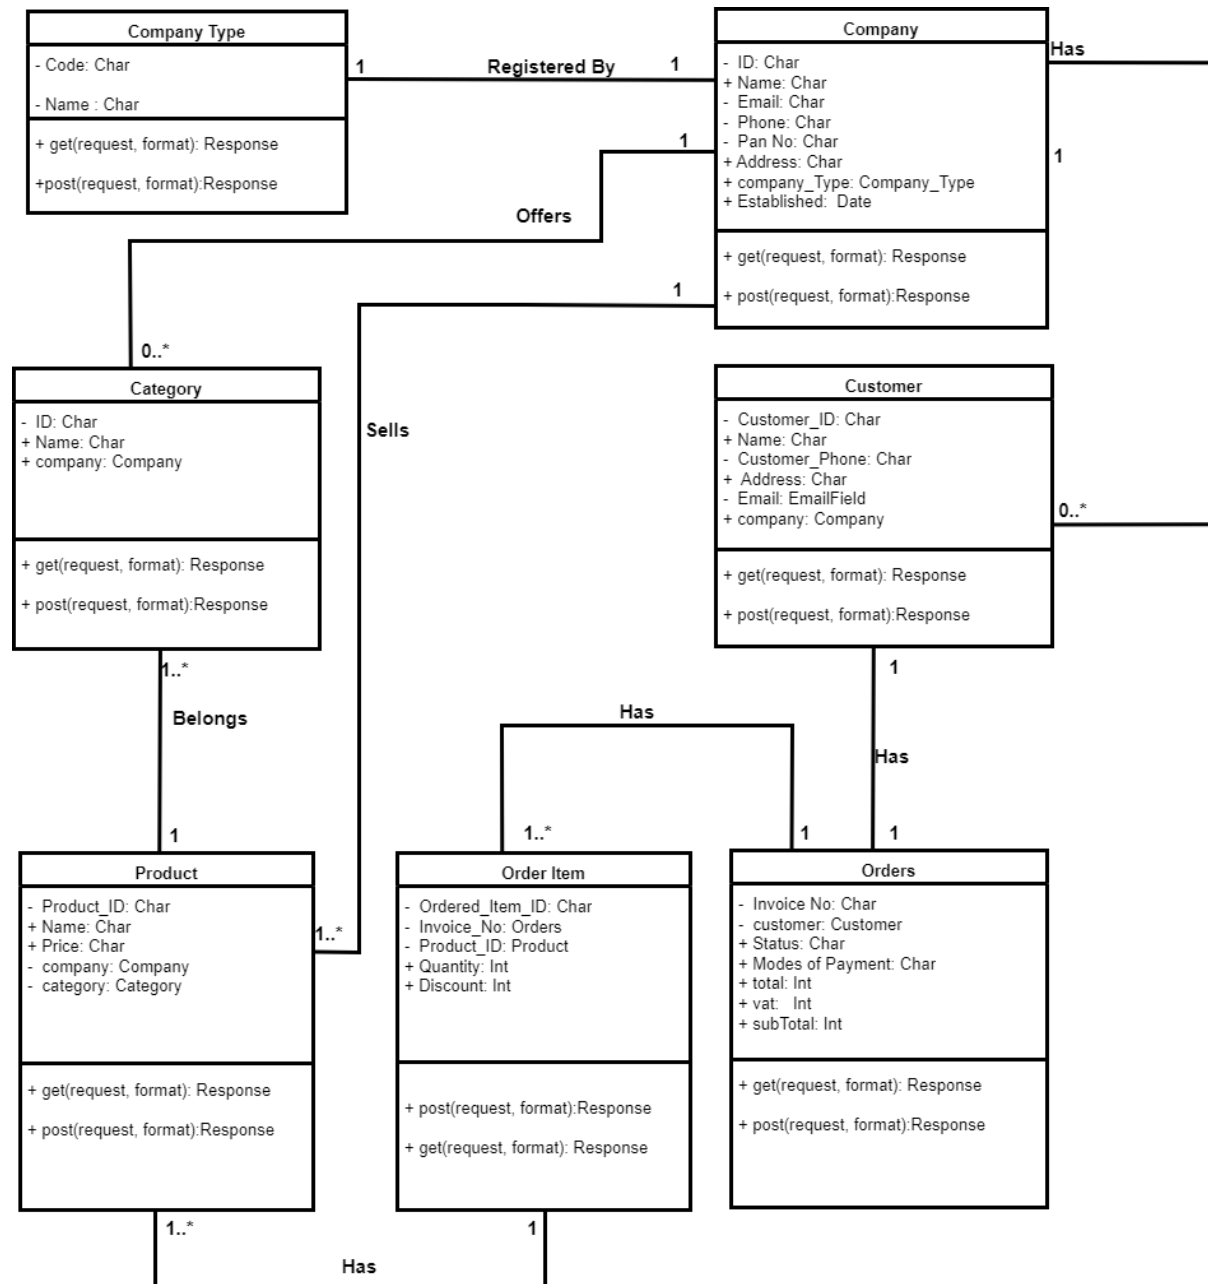 Company Type
- Code: Char
- Name : Char
+ get(request, format): Response
+post(request, format):Response
1
Registered By
1
Company
- ID: Char
+ Name: Char
- Email: Char
- Phone: Char
- Pan No: Char
+ Address: Char
+ company_Type: Company_Type
+ Established: Date
+ get(request, format): Response
+ post(request, format):Response
Has
1
1
Offers
0..*
1
Sells
1..*
Category
- ID: Char
+ Name: Char
+ company: Company
+ get(request, format): Response
+ post(request, format):Response
Customer
- Customer_ID: Char
+ Name: Char
- Customer_Phone: Char
+ Address: Char
- Email: EmailField
+ company: Company
+ get(request, format): Response
+ post(request, format):Response
0..*
1..*
Belongs
1
1
Has
1
Has
1..*
1
Product
- Product_ID: Char
+ Name: Char
+ Price: Char
- company: Company
- category: Category
+ get(request, format): Response
+ post(request, format):Response
Order Item
- Ordered_Item_ID: Char
- Invoice_No: Orders
- Product_ID: Product
+ Quantity: Int
+ Discount: Int
+ post(request, format):Response
+ get(request, format): Response
Orders
- Invoice No: Char
- customer: Customer
+ Status: Char
+ Modes of Payment: Char
+ total: Int
+ vat: Int
+ subTotal: Int
+ get(request, format): Response
+ post(request, format):Response
1..*
1
Has